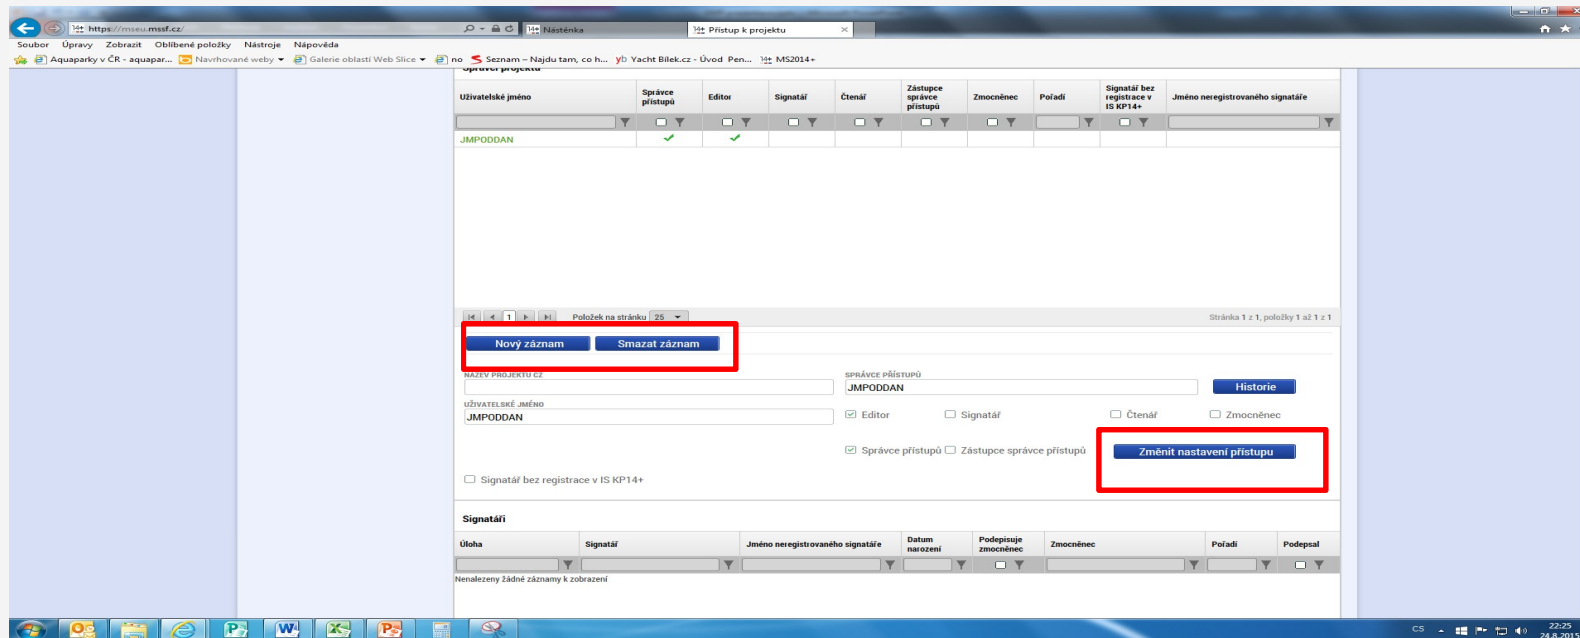 https://mseu.mssf.cz/
Nástěnka
Přístup k projektu
Soubor Úpravy Zobrazit Oblíbené položky Nástroje Nápověda
Aquaparky v ČR - aquapar... Navrhované weby Galerie oblastí Web Slice no Seznam – Najdu tam, co h... Yacht Bílek.cz - Úvod Pen... MS2014+
Správci projektu
Uživatelské jméno Správce přístupů Editor Signatář Čtenář Zástupce správce přístupů Zmocněnec Pořadí Signatář bez registrace v IS KP14+ Jméno neregistrovaného signatáře
JMPODDAN
1 Položek na stránku 25 Stránka 1 z 1, položky 1 až 1 z 1
Nový záznam Smazat záznam
NÁZEV PROJEKTU CZ SPRÁVCE PŘÍSTUPŮ
JMPODDAN Historie
UŽIVATELSKÉ JMÉNO
JMPODDAN Editor Signatář Čtenář Zmocněnec
Správce přístupů Zástupce správce přístupů Změnit nastavení přístupu
Signatář bez registrace v IS KP14+
Signatáři
Úloha Signatář Jméno neregistrovaného signatáře Datum narození Podepisuje zmocněnec Zmocněnec Pořadí Podepsal
Nenalezeny žádné záznamy k zobrazení
CS 22:25
24.8.2015